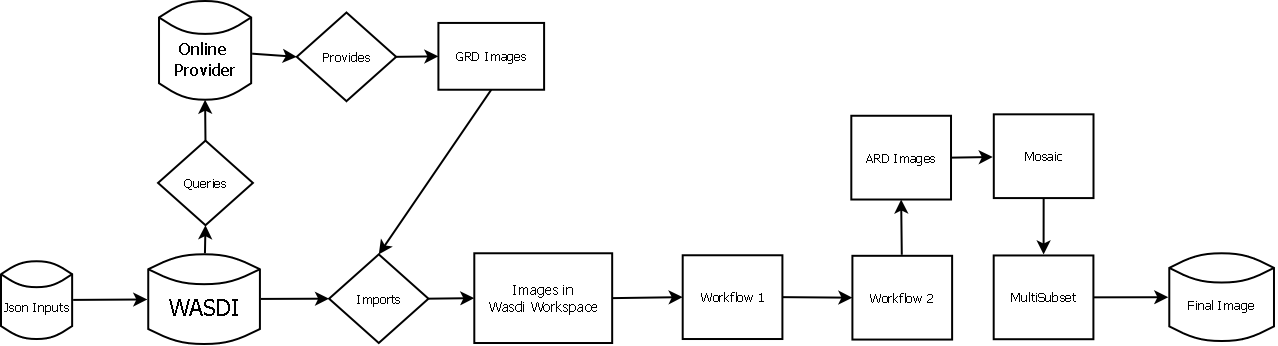 Online
Provider
Provides
GRD Images
Queries
ARD Images
Mosaic
Json Inputs
WASDI
Imports
Images in
Wasdi Workspace
Workflow 1
Workflow 2
MultiSubset
Final Image